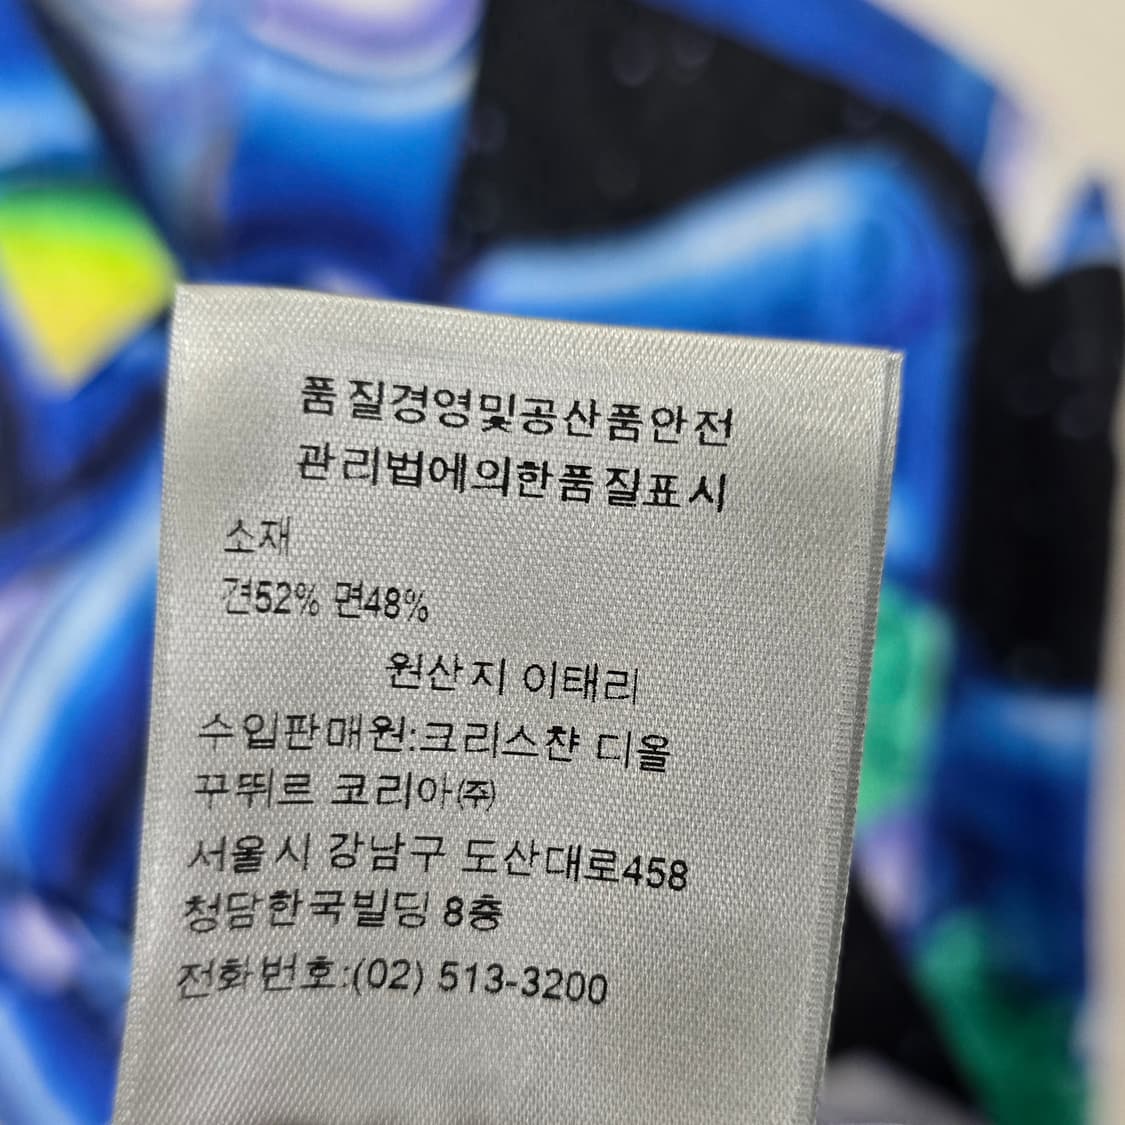 품질경영및공산품안전
관리법에의한품질표시
소재
견52% 면48%
원산지 이태리
수입판매원:크리스챤 디올
꾸뛰르 코리아㈜
서울시 강남구 도산대로458
청담한국빌딩 8층
전화번호:(02) 513-3200